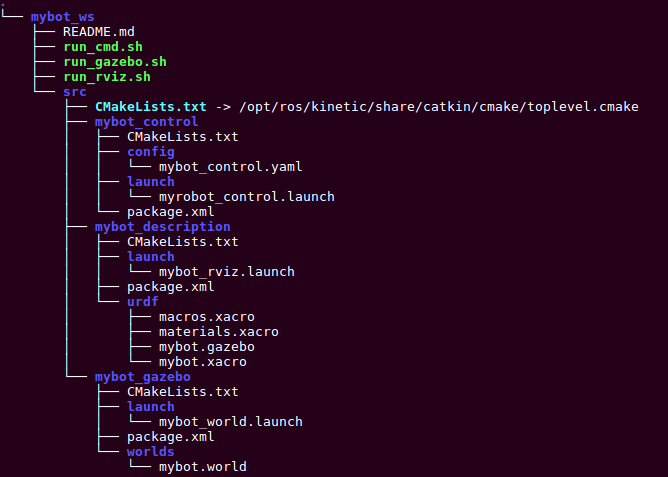 .
└── mybot_ws
    ├── README.md
    ├── run_cmd.sh
    ├── run_gazebo.sh
    ├── run_rviz.sh
    └── src
        ├── CMakeLists.txt -> /opt/ros/kinetic/share/catkin/cmake/toplevel.cmake
        ├── mybot_control
        │   ├── CMakeLists.txt
        │   ├── config
        │   │   └── mybot_control.yaml
        │   ├── launch
        │   │   └── myrobot_control.launch
        │   └── package.xml
        ├── mybot_description
        │   ├── CMakeLists.txt
        │   ├── launch
        │   │   └── mybot_rviz.launch
        │   ├── package.xml
        │   └── urdf
        │       ├── macros.xacro
        │       ├── materials.xacro
        │       ├── mybot.gazebo
        │       └── mybot.xacro
        └── mybot_gazebo
            ├── CMakeLists.txt
            ├── launch
            │   └── mybot_world.launch
            ├── package.xml
            └── worlds
                └── mybot.world